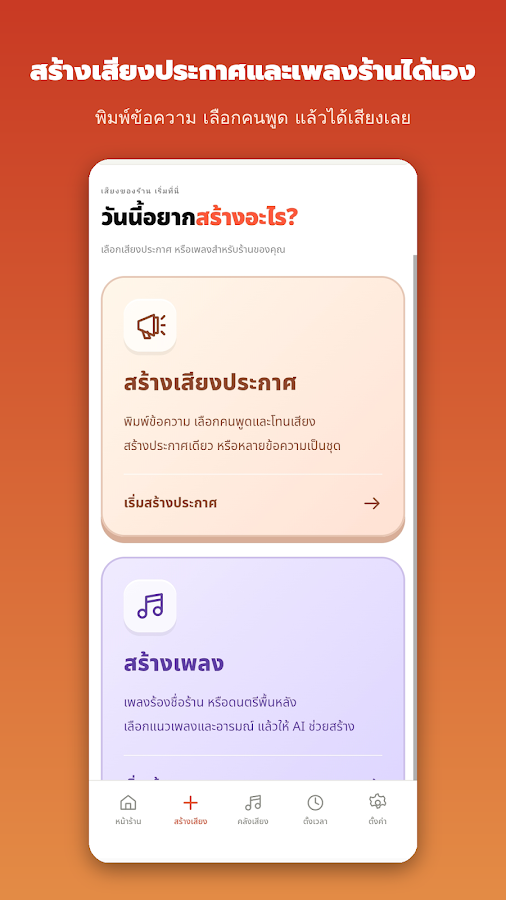 สร้างเสียงประกาศและเพลงร้านได้เอง
พิมพ์ข้อความ เลือกคนพูด แล้วได้เสียงเลย
เสียงของร้าน เริ่มที่นี่
วันนี้อยากสร้างอะไร?
เลือกเสียงประกาศ หรือเพลงสำหรับร้านของคุณ
สร้างเสียงประกาศ
พิมพ์ข้อความ เลือกคนพูดและโทนเสียง
สร้างประกาศเดียว หรือหลายข้อความเป็นชุด
เริ่มสร้างประกาศ
สร้างเพลง
เพลงร้องชื่อร้าน หรือดนตรีพื้นหลัง
เลือกแนวเพลงและอารมณ์ แล้วให้ AI ช่วยสร้าง
หน้าร้าน
สร้างเสียง
คลังเสียง
ตั้งเวลา
ตั้งค่า